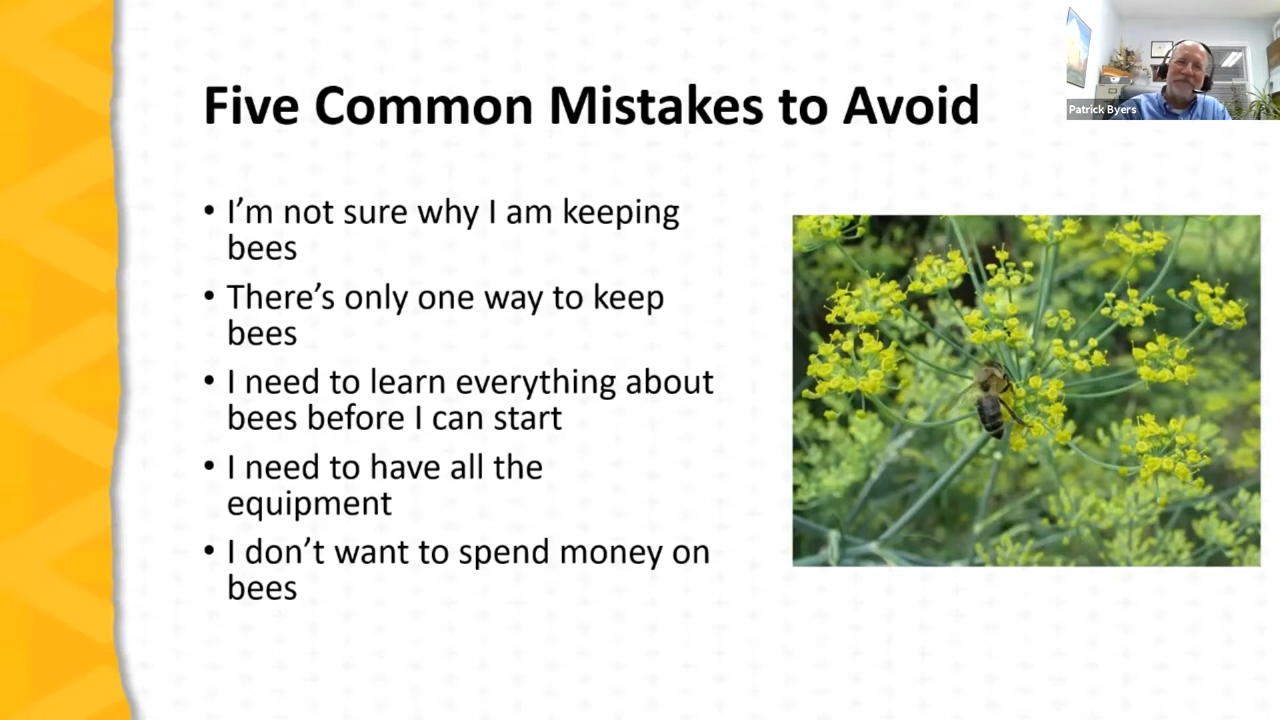 Five Common Mistakes to Avoid
Patrick Byers
• I’m not sure why I am keeping
bees
• There’s only one way to keep
bees
• I need to learn everything about
bees before I can start
• I need to have all the
equipment
• I don’t want to spend money on
bees